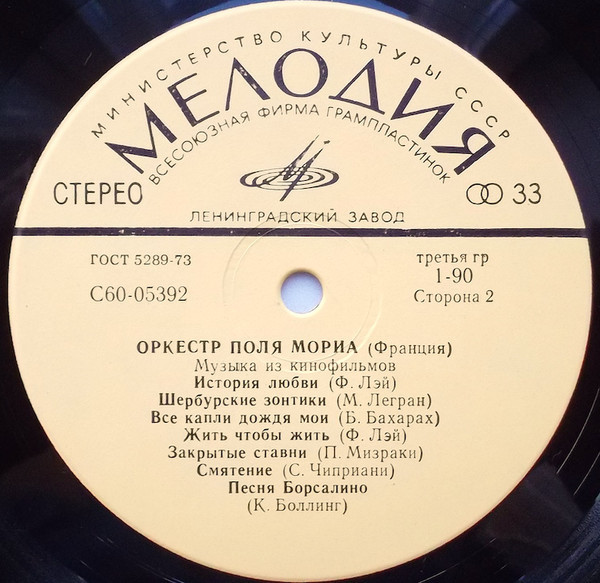 МИНИСТЕРСТВО КУЛЬТУРЫ СССР
МЕЛОДИЯ
ВСЕСОЮЗНАЯ ФИРМА ГРАМПЛАСТИНОК
СТЕРЕО
33
ЛЕНИНГРАДСКИЙ ЗАВОД
ГОСТ 5289-73
третья гр
1-90
С60-05392
Сторона 2
ОРКЕСТР ПОЛЯ МОРИА (Франция)
Музыка из кинофильмов
История любви (Ф. Лэй)
Шербурские зонтики (М. Легран)
Все капли дождя мои (Б. Бахарах)
Жить чтобы жить (Ф. Лэй)
Закрытые ставни (П. Мизраки)
Смятение (С. Чиприани)
Песня Борсалино
(К. Боллинг)